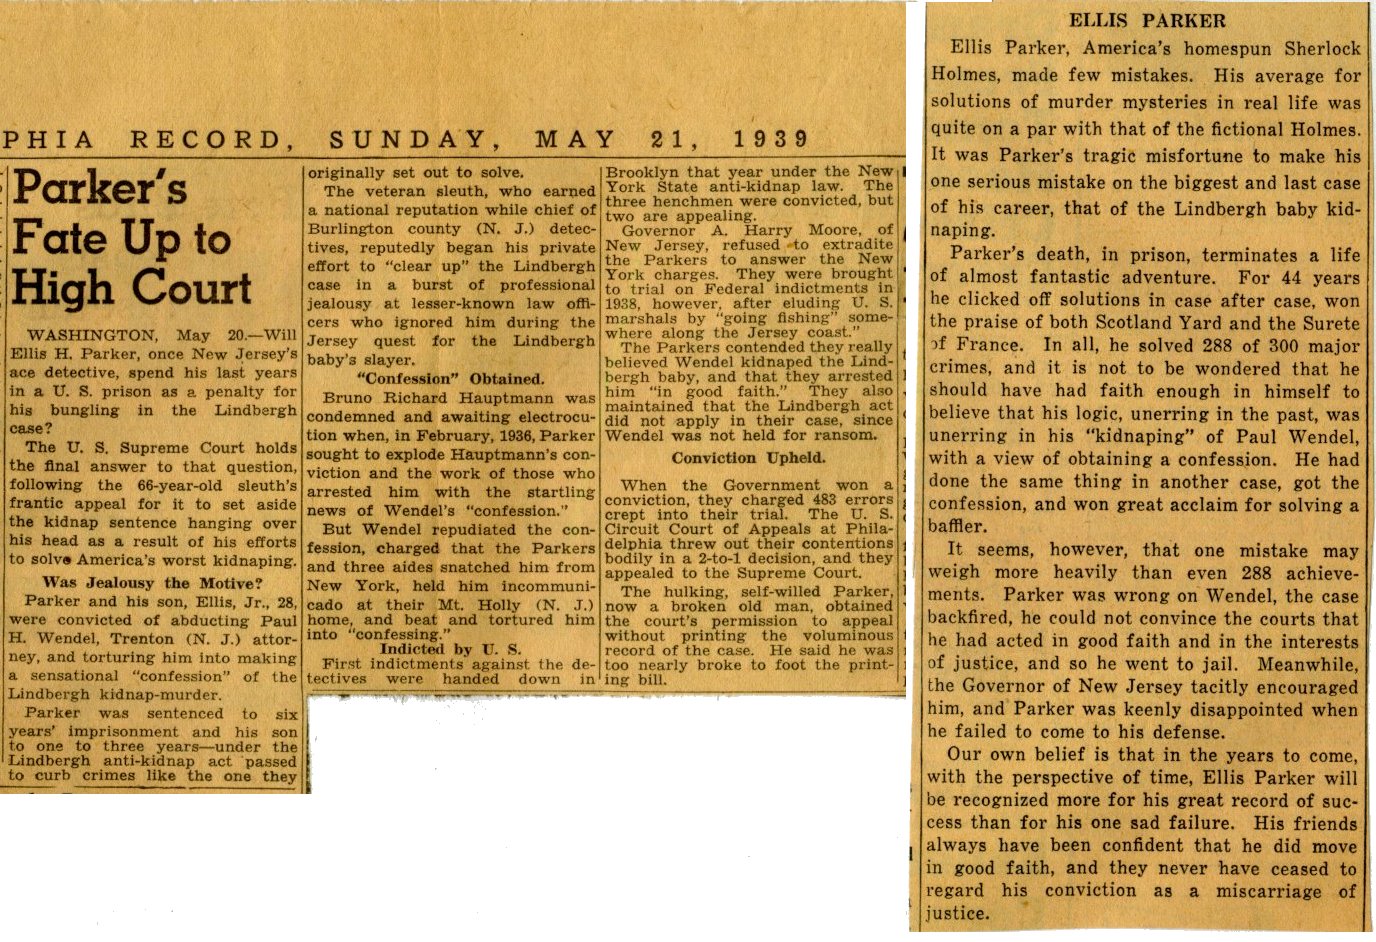 PHIA RECORD, SUNDAY, MAY 21, 1939
Parker's
Fate Up to
High Court
WASHINGTON, May 20.—Will
Ellis H. Parker, once New Jersey's
ace detective, spend his last years
in a U. S. prison as a penalty for
his bungling in the Lindbergh
case?
The U. S. Supreme Court holds
the final answer to that question,
following the 66-year-old sleuth's
frantic appeal for it to set aside
the kidnap sentence hanging over
his head as a result of his efforts
to solve America's worst kidnaping.
Was Jealousy the Motive?
Parker and his son, Ellis, Jr., 28,
were convicted of abducting Paul
H. Wendel, Trenton (N. J.) attor-
ney, and torturing him into making
a sensational "confession" of the
Lindbergh kidnap-murder.
Parker was sentenced to six
years' imprisonment and his son
to one to three years—under the
Lindbergh anti-kidnap act passed
to curb crimes like the one they
originally set out to solve.
The veteran sleuth, who earned
a national reputation while chief of
Burlington county (N. J.) detec-
tives, reputedly began his private
effort to "clear up" the Lindbergh
case in a burst of professional
jealousy at lesser-known law offi-
cers who ignored him during the
Jersey quest for the Lindbergh
baby's slayer.
"Confession" Obtained.
Bruno Richard Hauptmann was
condemned and awaiting electrocu-
tion when, in February, 1936, Parker
sought to explode Hauptmann's con-
viction and the work of those who
arrested him with the startling
news of Wendel's "confession."
But Wendel repudiated the con-
fession, charged that the Parkers
and three aides snatched him from
New York, held him incommuni-
cado at their Mt. Holly (N. J.)
home, and beat and tortured him
into "confessing."
Indicted by U. S.
First indictments against the de-
tectives were handed down in
Brooklyn that year under the New
York State anti-kidnap law. The
three henchmen were convicted, but
two are appealing.
Governor A. Harry Moore, of
New Jersey, refused to extradite
the Parkers to answer the New
York charges. They were brought
to trial on Federal indictments in
1938, however, after eluding U. S.
marshals by "going fishing" some-
where along the Jersey coast."
The Parkers contended they really
believed Wendel kidnaped the Lind-
bergh baby, and that they arrested
him "in good faith." They also
maintained that the Lindbergh act
did not apply in their case, since
Wendel was not held for ransom.
Conviction Upheld.
When the Government won a
conviction, they charged 483 errors
crept into their trial. The U. S.
Circuit Court of Appeals at Phila-
delphia threw out their contentions
bodily in a 2-to-1 decision, and they
appealed to the Supreme Court.
The hulking, self-willed Parker,
now a broken old man, obtained
the court's permission to appeal
without printing the voluminous
record of the case. He said he was
too nearly broke to foot the print-
ing bill.
ELLIS PARKER
Ellis Parker, America's homespun Sherlock
Holmes, made few mistakes. His average for
solutions of murder mysteries in real life was
quite on a par with that of the fictional Holmes.
It was Parker's tragic misfortune to make his
one serious mistake on the biggest and last case
of his career, that of the Lindbergh baby kid-
naping.
Parker's death, in prison, terminates a life
of almost fantastic adventure. For 44 years
he clicked off solutions in case after case, won
the praise of both Scotland Yard and the Surete
of France. In all, he solved 288 of 300 major
crimes, and it is not to be wondered that he
should have had faith enough in himself to
believe that his logic, unerring in the past, was
unerring in his "kidnaping" of Paul Wendel,
with a view of obtaining a confession. He had
done the same thing in another case, got the
confession, and won great acclaim for solving a
baffler.
It seems, however, that one mistake may
weigh more heavily than even 288 achieve-
ments. Parker was wrong on Wendel, the case
backfired, he could not convince the courts that
he had acted in good faith and in the interests
of justice, and so he went to jail. Meanwhile,
the Governor of New Jersey tacitly encouraged
him, and Parker was keenly disappointed when
he failed to come to his defense.
Our own belief is that in the years to come,
with the perspective of time, Ellis Parker will
be recognized more for his great record of suc-
cess than for his one sad failure. His friends
always have been confident that he did move
in good faith, and they never have ceased to
regard his conviction as a miscarriage of
justice.